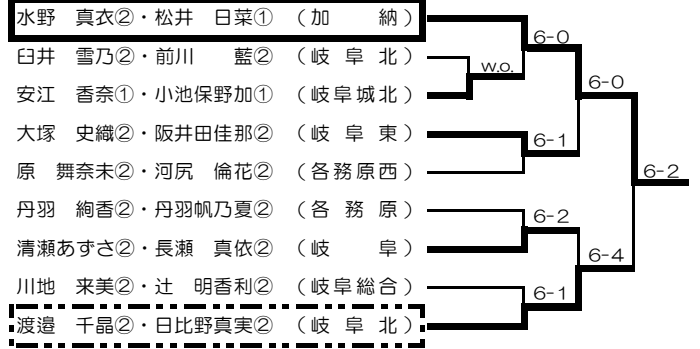 水野　真衣②・松井　日菜①　（加　　納）
6-0
臼井　雪乃②・前川　　藍②　（岐　阜　北）
w.o.
6-0
安江　香奈①・小池保野加①　（岐阜城北）
大塚　史織②・阪井田佳那②　（岐　阜　東）
6-1
原　舞奈未②・河尻　倫花②　（各務原西）
6-2
丹羽　絢香②・丹羽帆乃夏②　（各　務　原）
6-2
清瀬あずさ②・長瀬　真依②　（岐　　阜）
6-4
川地　来美②・辻　明香利②　（岐阜総合）
6-1
渡邉　千晶②・日比野真実②　（岐　阜　北）